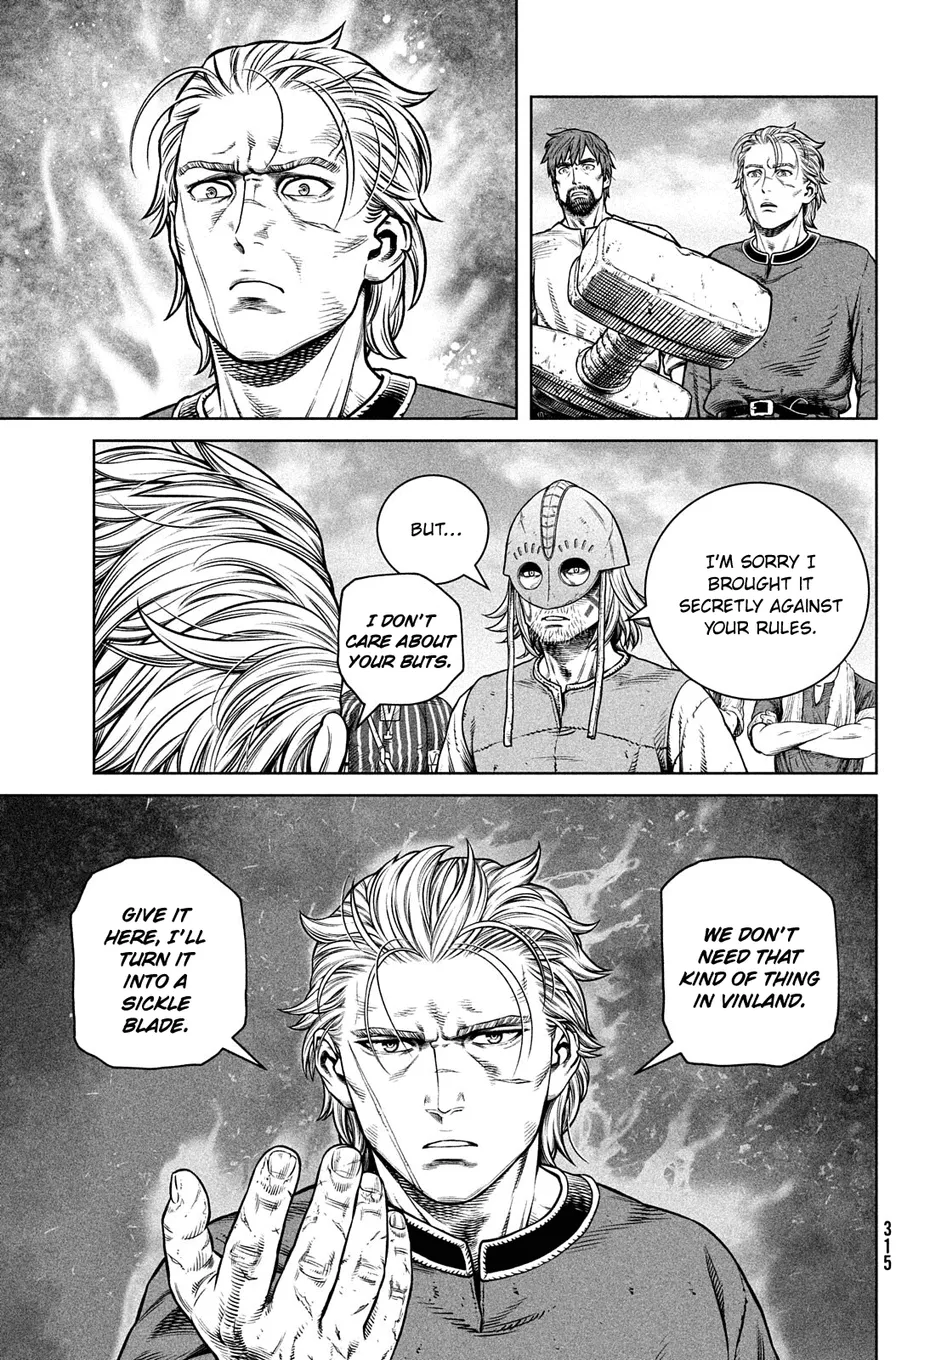 I'M SORRY I
BROUGHT IT
SECRETLY AGAINST
YOUR RULES.
BUT...
I DON'T
CARE ABOUT
YOUR BUTS.
WE DON'T
NEED THAT
KIND OF THING
IN VINLAND.
GIVE IT
HERE, I'LL
TURN IT
INTO A
SICKLE
BLADE.
315